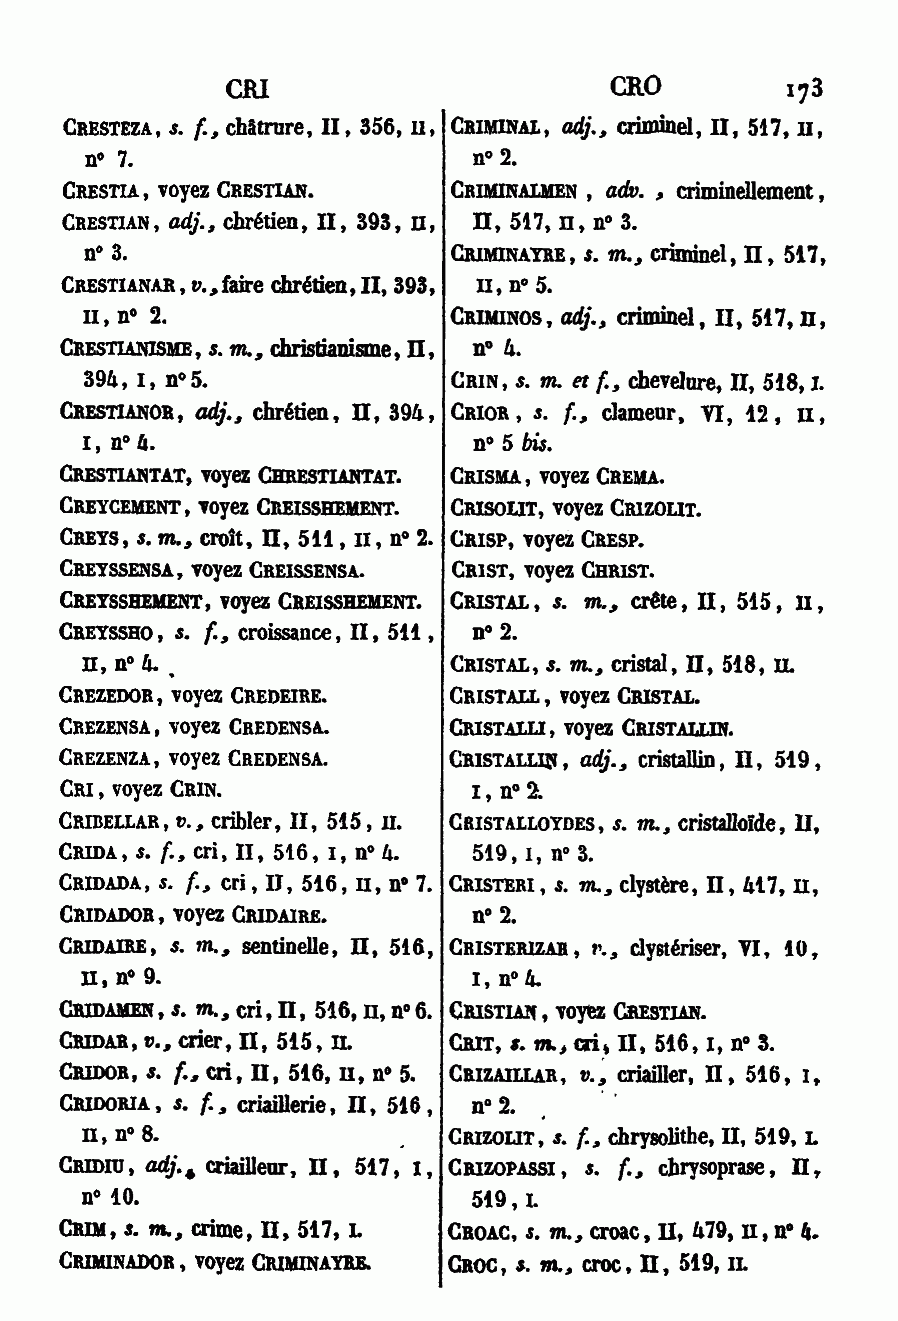 CRI
CRO 173
CRESTEZA, s. f., châtrure, II, 356, II,
n° 7.
CRESTIA, voyez CRESTIAN.
CRESTIAN, adj., chrétien, II, 393, II,
n° 3.
CRESTIANAR, v., faire chrétien, II, 393,
II, n° 2.
CRESTIANISME, s. m., christianisme, II,
394, I, n° 5.
CRESTIANOR, adj., chrétien, II, 394,
I, n° 4.
CRESTIANTAT, voyez CHRESTIANTAT.
CREYCEMENT, voyez CREISSHEMENT.
CREYS, s. m., croît, II, 511, II, n° 2.
CREYSSENSA, voyez CREISSENSA.
CREYSSHEMENT, voyez CREISSHEMENT.
CREYSSHO, s. f., croissance, II, 511,
II, n° 4.
CREZEDOR, voyez CREDEIRE.
CREZENSA, voyez CREDENSA.
CREZENZA, voyez CREDENSA.
CRI, voyez CRIN.
CRIBELLAR, v., cribler, II, 515, II.
CRIDA, s. f., cri, II, 516, I, n° 4.
CRIDADA, s. f., cri, II, 516, II, n° 7.
CRIDADOR, voyez CRIDAIRE.
CRIDAIRE, s. m., sentinelle, II, 516,
II, n° 9.
CRIDAMEN, s. m., cri, II, 516, II, n° 6.
CRIDAR, v., crier, II, 515, II.
CRIDOR, s. f., cri, II, 516, II, n° 5.
CRIDORIA, s. f., criaillerie, II, 516,
II, n° 8.
CRIDIU, adj., criailleur, II, 517, I,
n° 10.
CRIM, s. m., crime, II, 517, I.
CRIMINADOR, voyez CRIMINAYRE.
CRIMINAL, adj., criminel, II, 517, II,
n° 2.
CRIMINALMEN, adv., criminellement,
II, 517, II, n° 3.
CRIMINAYRE, s. m., criminel, II, 517,
II, n° 5.
CRIMINOS, adj., criminel, II, 517, II,
n° 4.
CRIN, s. m. et f., chevelure, II, 518, I.
CRIOR, s. f., clameur, VI, 12, II,
n° 5 bis.
CRISMA, voyez CREMA.
CRISOLIT, voyez CRIZOLIT.
CRISP, voyez CRESP.
CRIST, voyez CHRIST.
CRISTAL, s. m., crête, II, 515, II,
n° 2.
CRISTAL, s. m., cristal, II, 518, II.
CRISTALL, voyez CRISTAL.
CRISTALLI, voyez CRISTALLIN.
CRISTALLIN, adj., cristallin, II, 519,
I, n° 2.
CRISTALLOYDES, s. m., cristalloïde, II,
519, I, n° 3.
CRISTERI, s. m., clystère, II, 417, II,
n° 2.
CRISTERIZAR, v., clystériser, VI, 10,
I, n° 4.
CRISTIAN, voyez CRESTIAN.
CRIT, s. m., cri, II, 516, I, n° 3.
CRIZAILLAR, v., criailler, II, 516, I,
n° 2.
CRIZOLIT, s. f., chrysolithe, II, 519, I.
CRIZOPASSI, s. f., chrysoprase, II,
519, I.
CROAC, s. m., croac, II, 479, II, n° 4.
CROC, s. m., croc, II, 519, II.